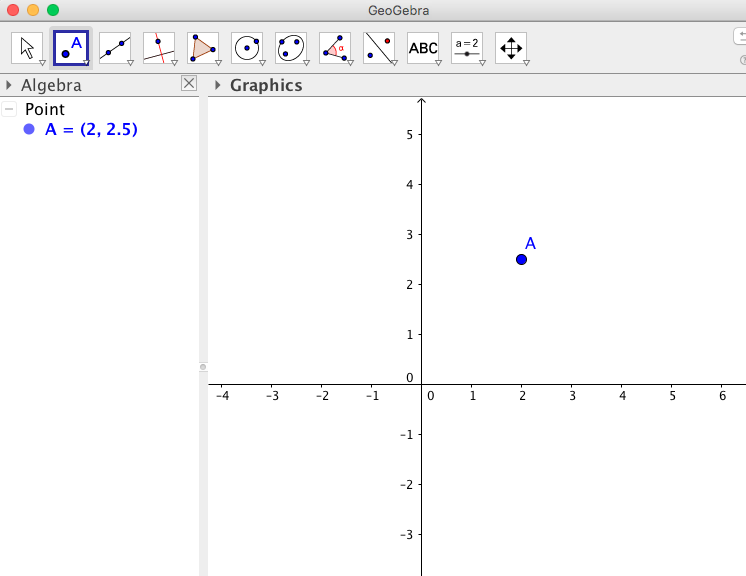 GeoGebra
A
α
ABC
a=2
Algebra
Graphics
Point
A = (2, 2.5)
5
4
3
A
2
1
0
-4 -3 -2 -1 0 1 2 3 4 5 6
-1
-2
-3